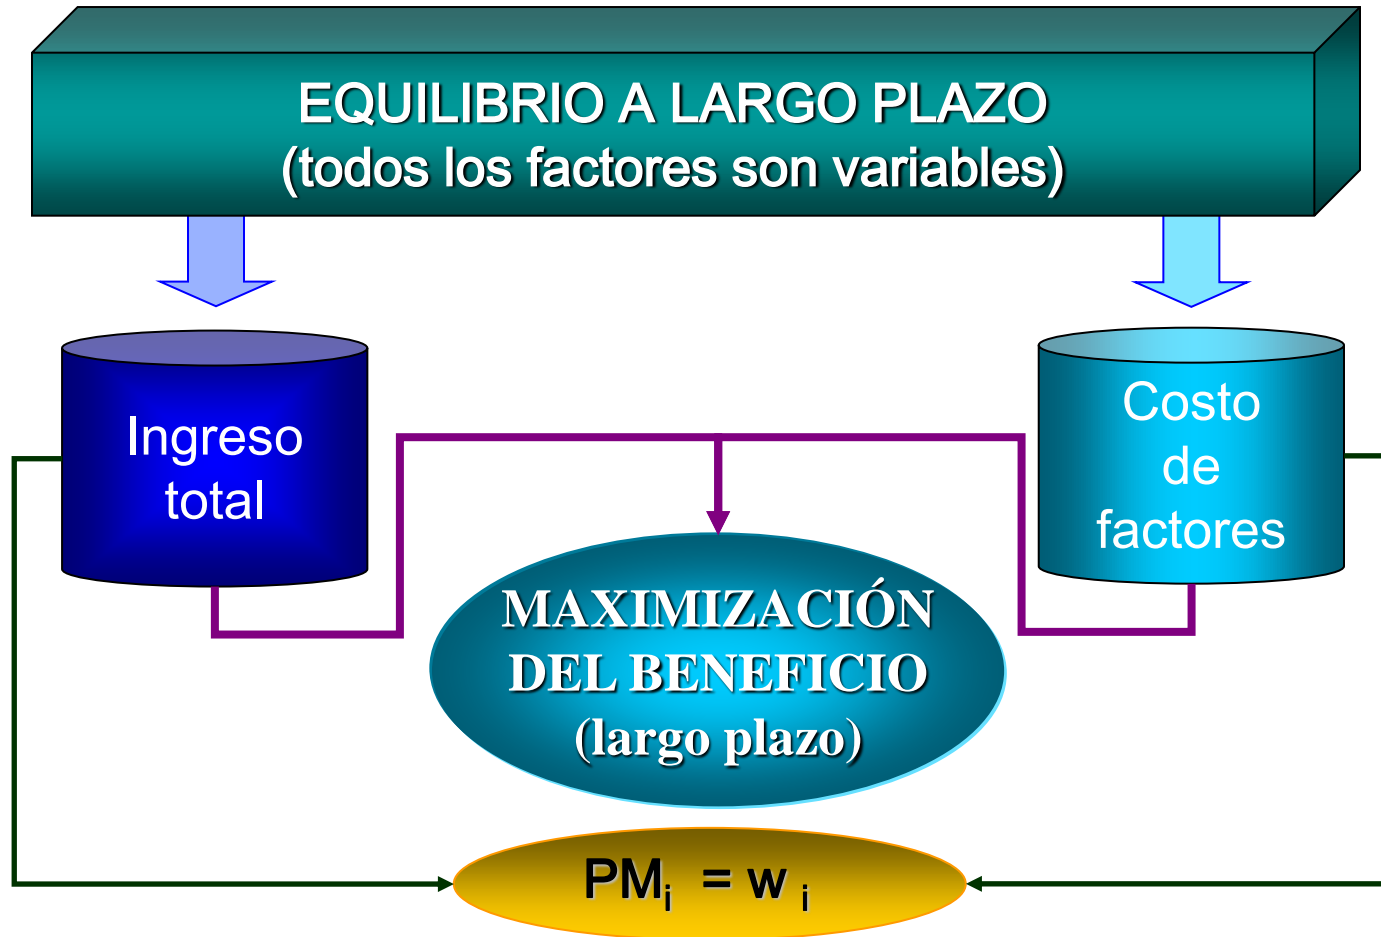 EQUILIBRIO A LARGO PLAZO
(todos los factores son variables)
Ingreso
total
Costo
de
factores
MAXIMIZACIÓN
DEL BENEFICIO
(largo plazo)
PMi = w i